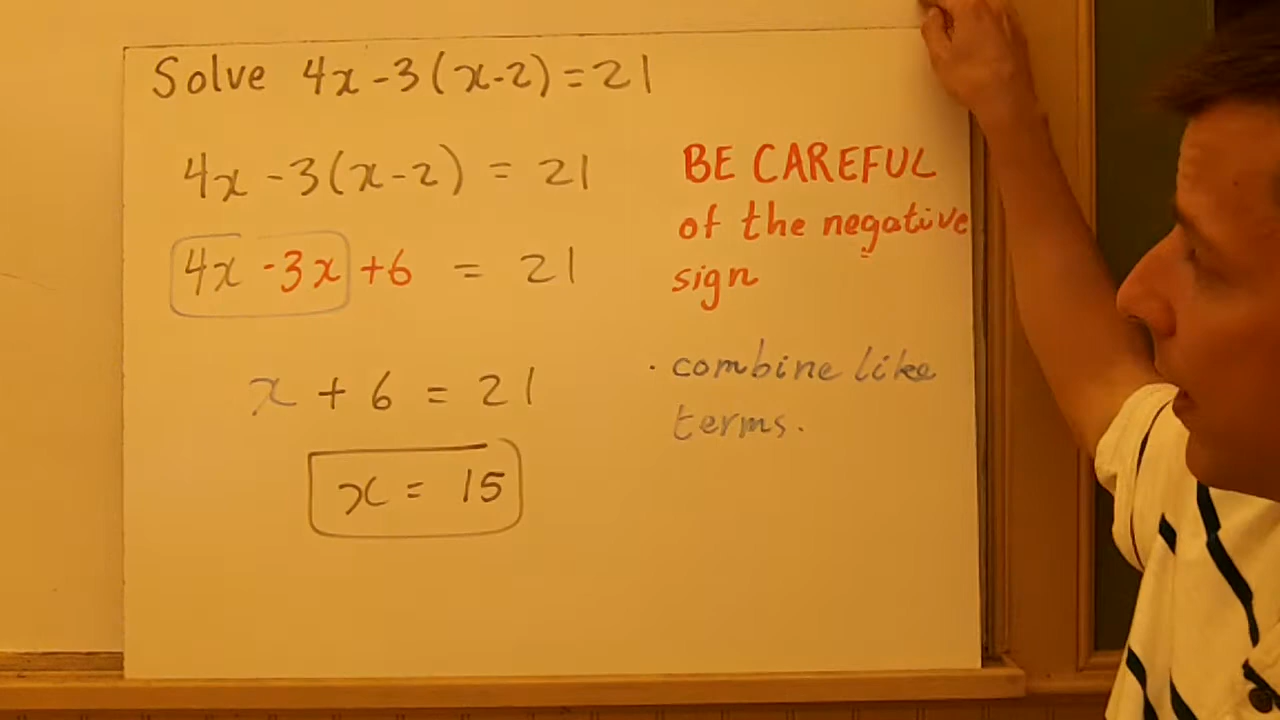 Solve 4x-3(x-2)=21
4x-3(x-2) = 21
4x -3x +6 = 21
x + 6 = 21
x = 15
BE CAREFUL
of the negative
sign
· combine like
terms.